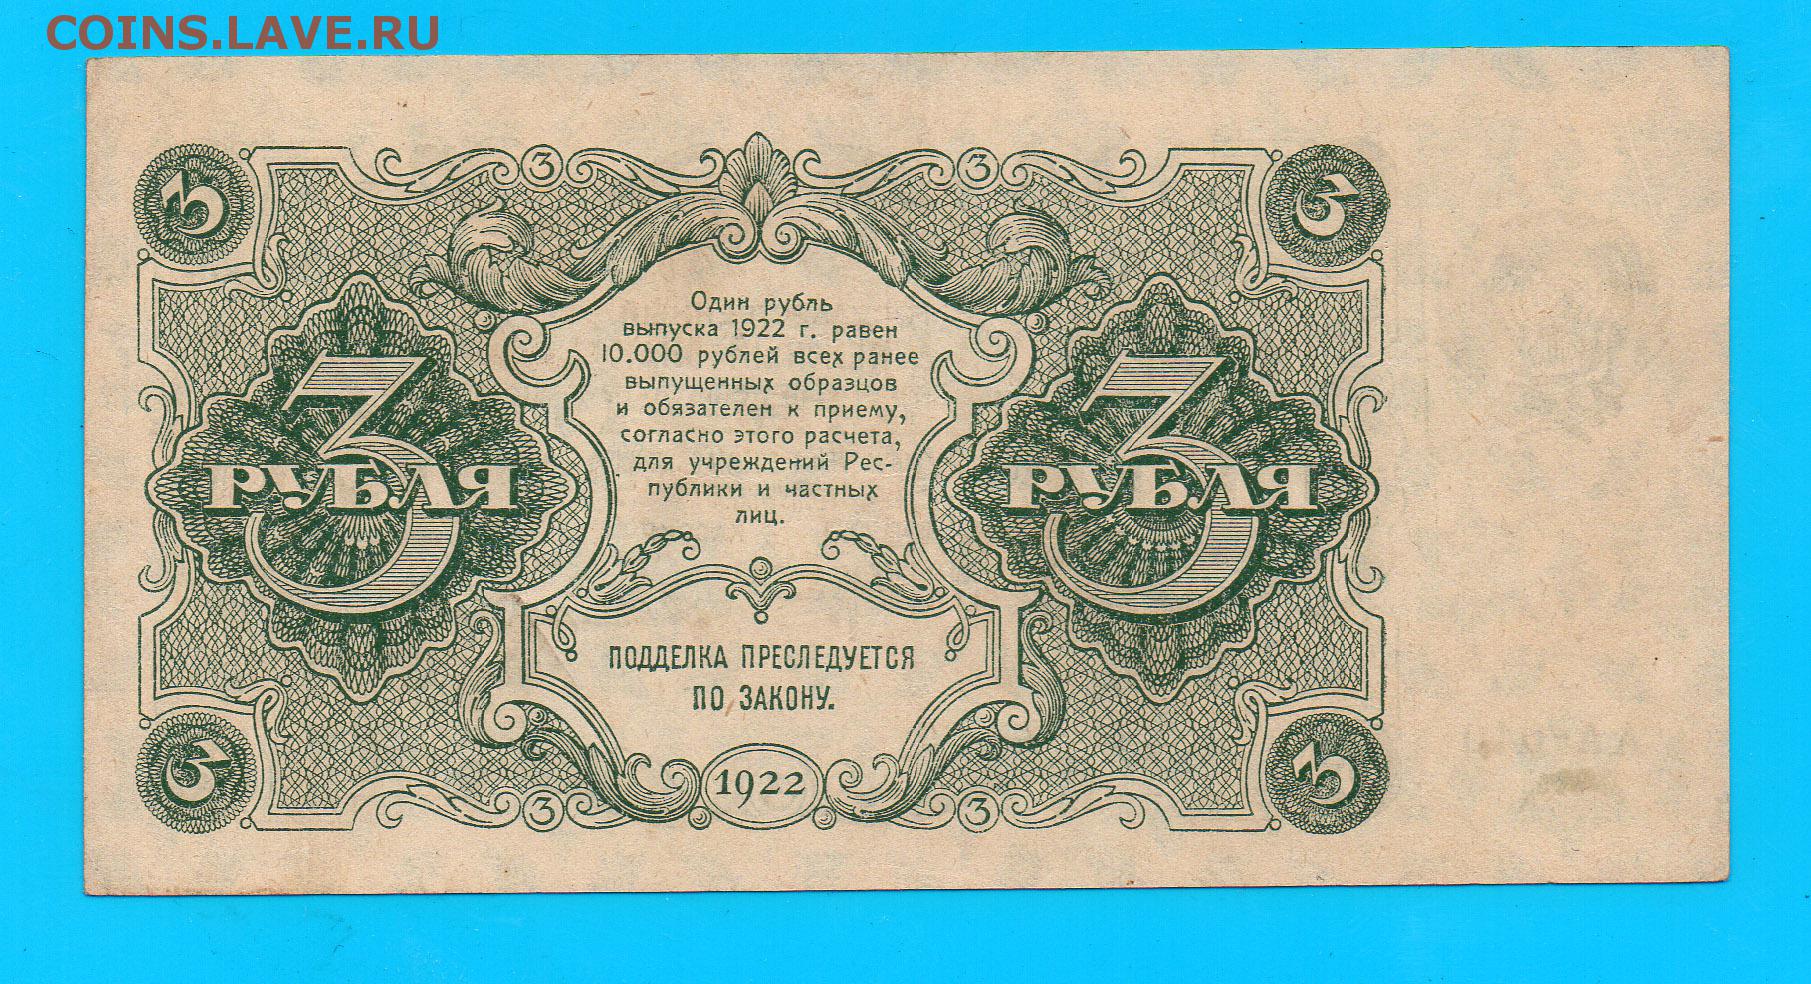 COINS.LAVE.RU
3 3
3 3
Один рубль
выпуска 1922 г. равен
10.000 рублей всех ранее
выпущенных образцов
и обязателен к приему,
согласно этого расчета,
для учреждений Рес-
публики и частных
лиц.
3 РУБЛЯ
3 РУБЛЯ
ПОДДЕЛКА ПРЕСЛЕДУЕТСЯ
ПО ЗАКОНУ.
3 3
1922
3 3